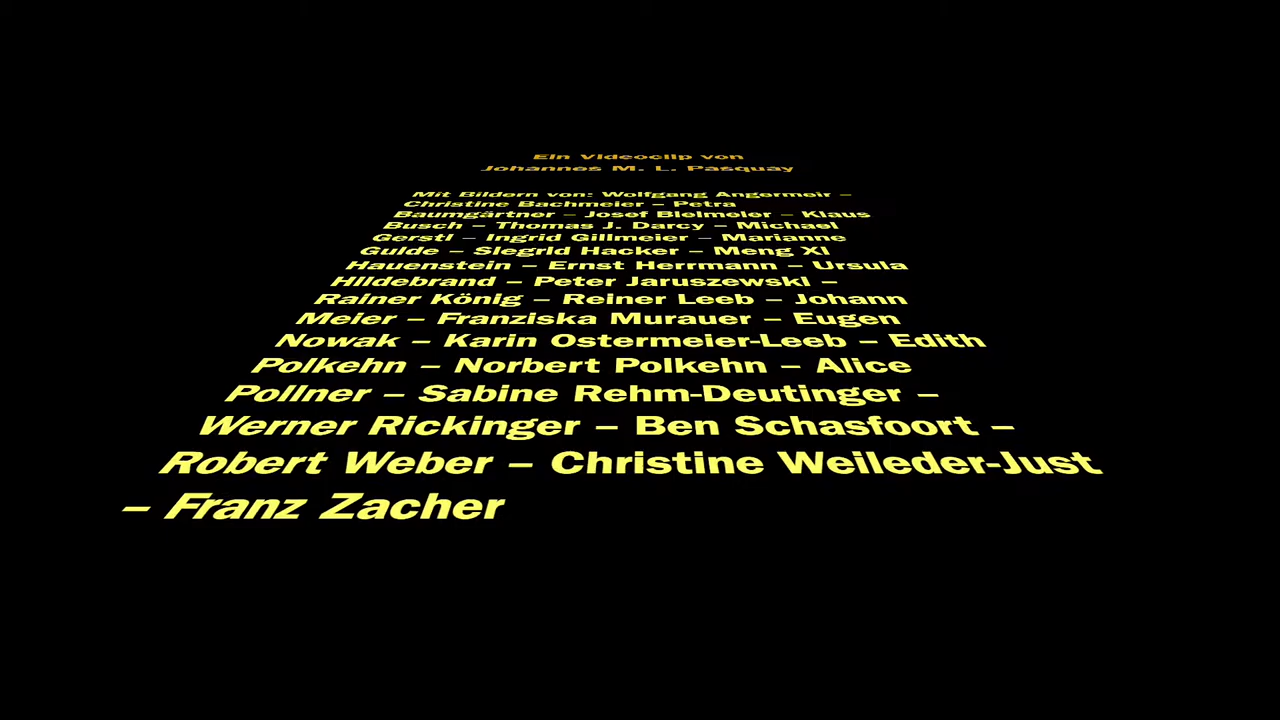 Ein Videoclip von
Johannes M. L. Pasquay
Mit Bildern von: Wolfgang Angermeir –
Christine Bachmeier – Petra
Baumgärtner – Josef Bleimeier – Klaus
Busch – Thomas J. Darcy – Michael
Gerstl – Ingrid Gillmeier – Marianne
Guide – Siegrid Hacker – Meng Xi
Hauenstein – Ernst Herrmann – Ursula
Hildebrand – Peter Jaruszewski –
Rainer König – Reiner Leeb – Johann
Meier – Franziska Murauer – Eugen
Nowak – Karin Ostermeier-Leeb – Edith
Polkehn – Norbert Polkehn – Alice
Pollner – Sabine Rehm-Deutinger –
Werner Rickinger – Ben Schasfoort –
Robert Weber – Christine Weileder-Just
– Franz Zacher